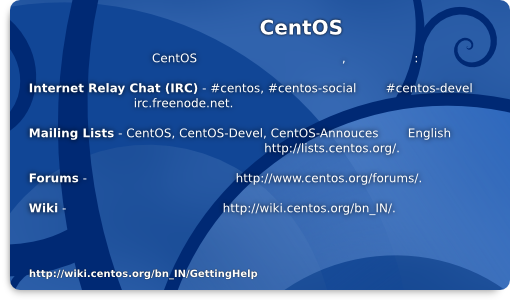 CentOS
CentOS , :
Internet Relay Chat (IRC) - #centos, #centos-social #centos-devel
irc.freenode.net.
Mailing Lists - CentOS, CentOS-Devel, CentOS-Annouces English
http://lists.centos.org/.
Forums - http://www.centos.org/forums/.
Wiki - http://wiki.centos.org/bn_IN/.
http://wiki.centos.org/bn_IN/GettingHelp